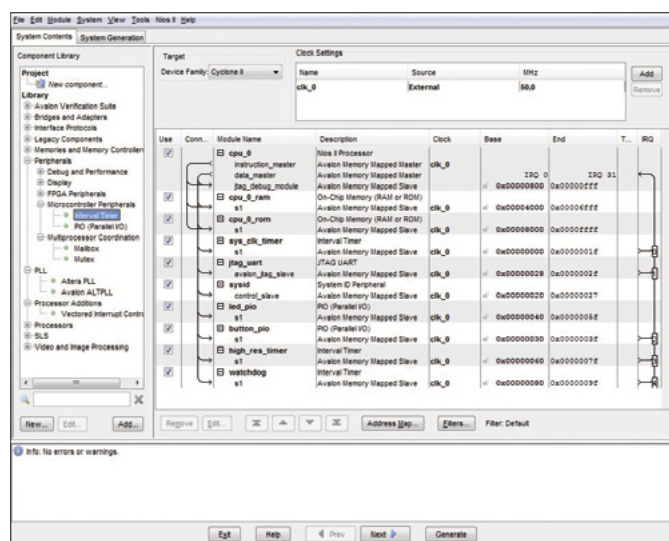 File Edit Module System View Tools Nios II Help
System Contents System Generation
Component Library
Project
New component...
Library
Avalon Verification Suite
Bridges and Adapters
Interface Protocols
Legacy Components
Memories and Memory Controllers
Peripherals
Debug and Performance
Display
FPGA Peripherals
Microcontroller Peripherals
Interval Timer
PIO (Parallel I/O)
Multiprocessor Coordination
Mailbox
Mutex
PLL
Altera PLL
Avalon ALTPLL
Processor Additions
Vectored Interrupt Contro
Processors
SLS
Video and Image Processing
New... Edit... Add...
Target
Device Family: Cyclone II
Clock Settings
Name Source MHz
clk_0 External 50,0
Add
Remove
Use Conn... Module Name Description Clock Base End T... IRQ
cpu_0 Nios II Processor
instruction_master Avalon Memory Mapped Master clk_0
data_master Avalon Memory Mapped Master IRQ 0 IRQ 31
jtag_debug_module Avalon Memory Mapped Slave 0x00000800 0x00000fff
cpu_0_ram On-Chip Memory (RAM or ROM)
s1 Avalon Memory Mapped Slave clk_0 0x00004000 0x00006fff
cpu_0_rom On-Chip Memory (RAM or ROM)
s1 Avalon Memory Mapped Slave clk_0 0x00008000 0x0000ffff
sys_clk_timer Interval Timer
s1 Avalon Memory Mapped Slave clk_0 0x00000000 0x0000001f
jtag_uart JTAG UART
avalon_jtag_slave Avalon Memory Mapped Slave clk_0 0x00000028 0x0000002f
sysid System ID Peripheral
control_slave Avalon Memory Mapped Slave clk_0 0x00000020 0x00000027
led_pio PIO (Parallel I/O)
s1 Avalon Memory Mapped Slave clk_0 0x00000040 0x0000005f
button_pio PIO (Parallel I/O)
s1 Avalon Memory Mapped Slave clk_0 0x00000030 0x0000003f
high_res_timer Interval Timer
s1 Avalon Memory Mapped Slave clk_0 0x00000060 0x0000007f
watchdog Interval Timer
s1 Avalon Memory Mapped Slave clk_0 0x00000080 0x0000009f
Remove Edit... Address Map... Filters... Filter: Default
Info: No errors or warnings.
Exit Help Prev Next Generate